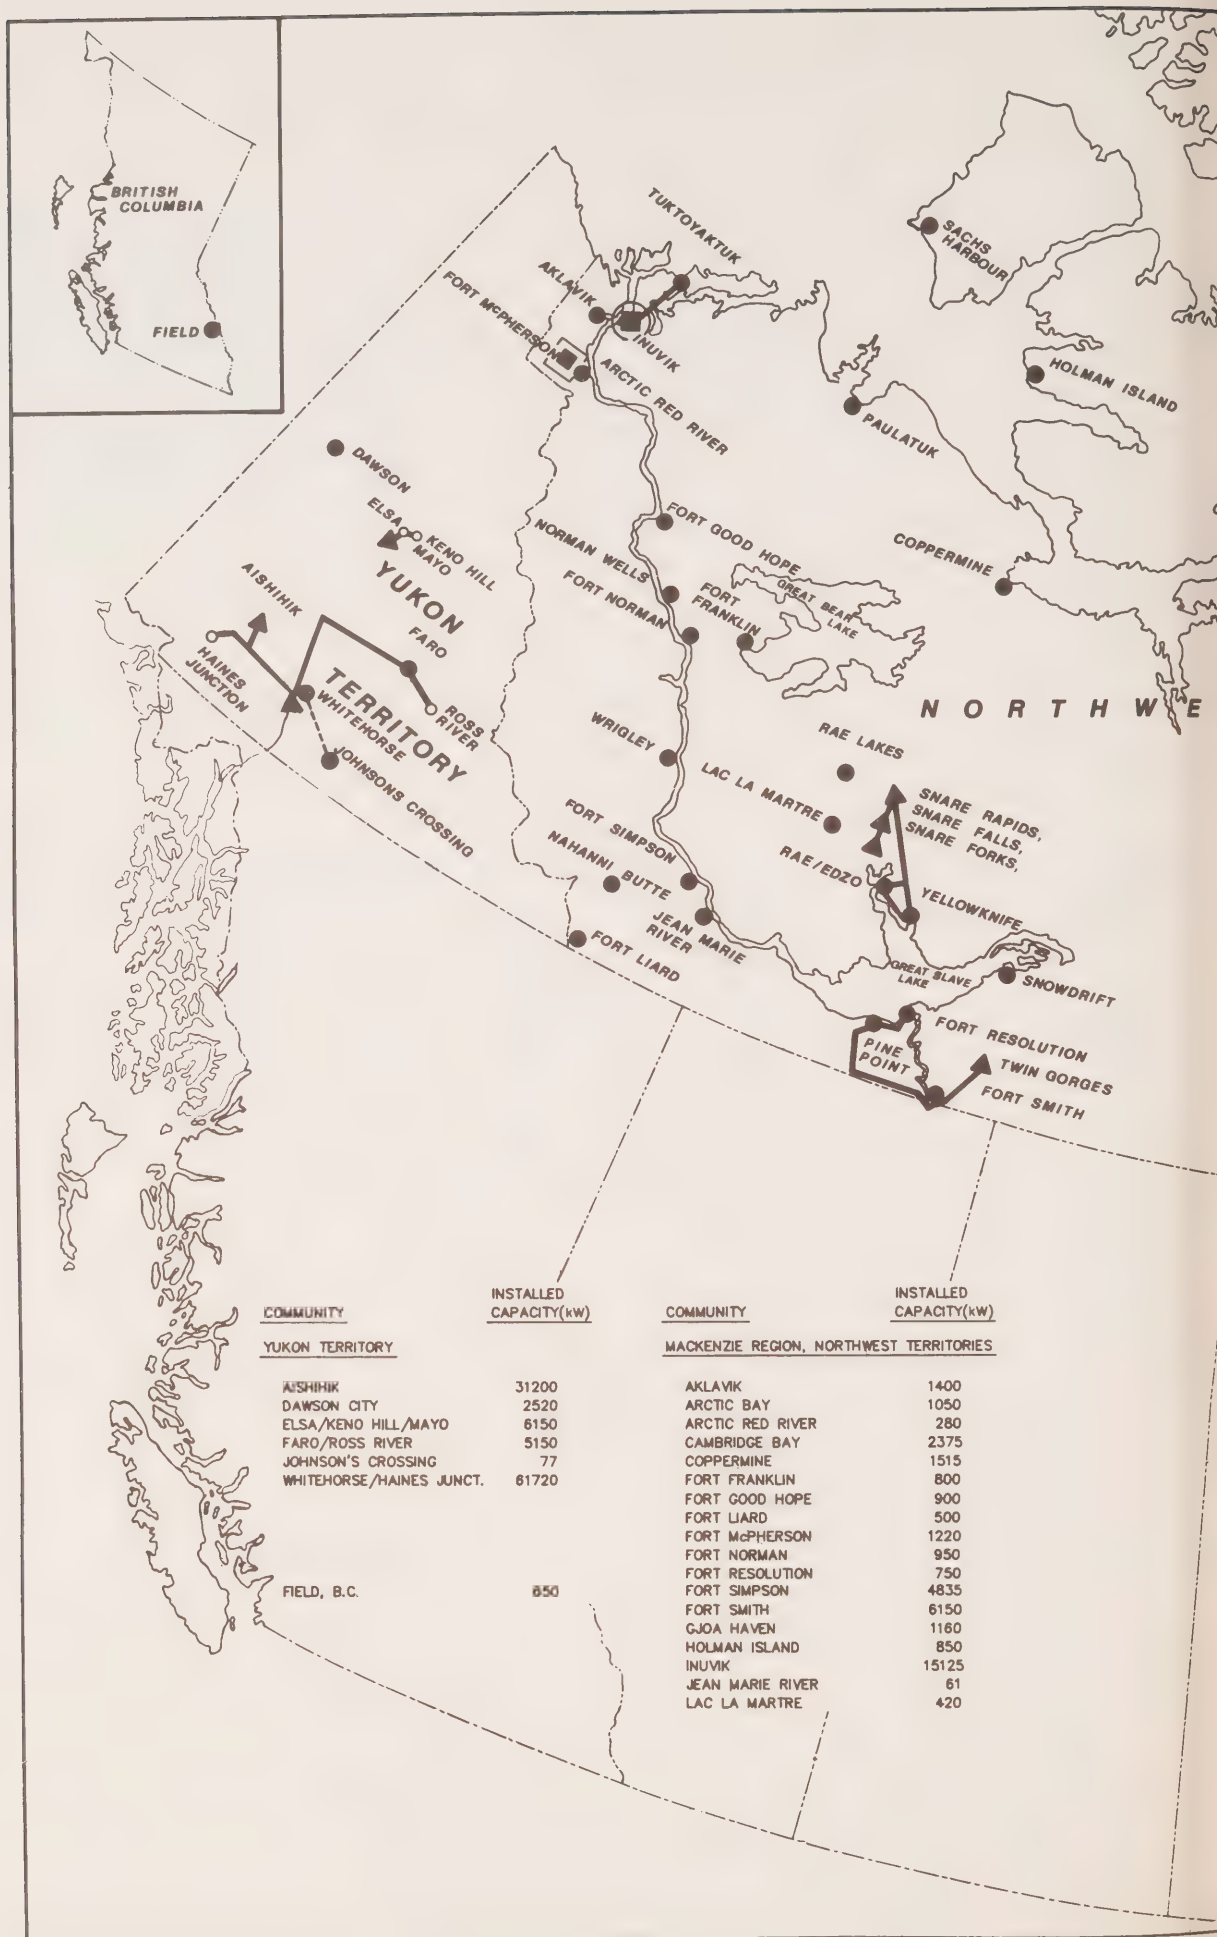 BRITISH
COLUMBIA
FIELD
TUKTOYAKTUK
AKLAVIK
FORT McPHERSON
INUVIK
ARCTIC RED RIVER
SACHS
HARBOUR
HOLMAN ISLAND
PAULATUK
DAWSON
ELSA
KENO HILL
MAYO
YUKON
TERRITORY
AISHIHIK
FARO
HAINES
JUNCTION
WHITEHORSE
ROSS
RIVER
JOHNSONS CROSSING
FORT GOOD HOPE
NORMAN WELLS
FORT NORMAN
FORT
FRANKLIN
GREAT BEAR
LAKE
COPPERMINE
NORTHWE
WRIGLEY
RAE LAKES
LAC LA MARTRE
SNARE RAPIDS,
SNARE FALLS,
SNARE FORKS,
FORT SIMPSON
NAHANNI BUTTE
RAE/EDZO
YELLOWKNIFE
JEAN MARIE
RIVER
FORT LIARD
GREAT SLAVE
LAKE
SNOWDRIFT
FORT RESOLUTION
PINE
POINT
TWIN GORGES
FORT SMITH
COMMUNITY INSTALLED CAPACITY(kW)
YUKON TERRITORY
AISHIHIK 31200
DAWSON CITY 2520
ELSA/KENO HILL/MAYO 6150
FARO/ROSS RIVER 5150
JOHNSON'S CROSSING 77
WHITEHORSE/HAINES JUNCT. 61720
FIELD, B.C.
COMMUNITY INSTALLED CAPACITY(kW)
MACKENZIE REGION, NORTHWEST TERRITORIES
AKLAVIK 1400
ARCTIC BAY 1050
ARCTIC RED RIVER 280
CAMBRIDGE BAY 2375
COPPERMINE 1515
FORT FRANKLIN 800
FORT GOOD HOPE 900
FORT LIARD 500
FORT McPHERSON 1220
FORT NORMAN 950
FORT RESOLUTION 750
FORT SIMPSON 4835
FORT SMITH 6150
GJOA HAVEN 1160
HOLMAN ISLAND 850
INUVIK 15125
JEAN MARIE RIVER 61
LAC LA MARTRE 420